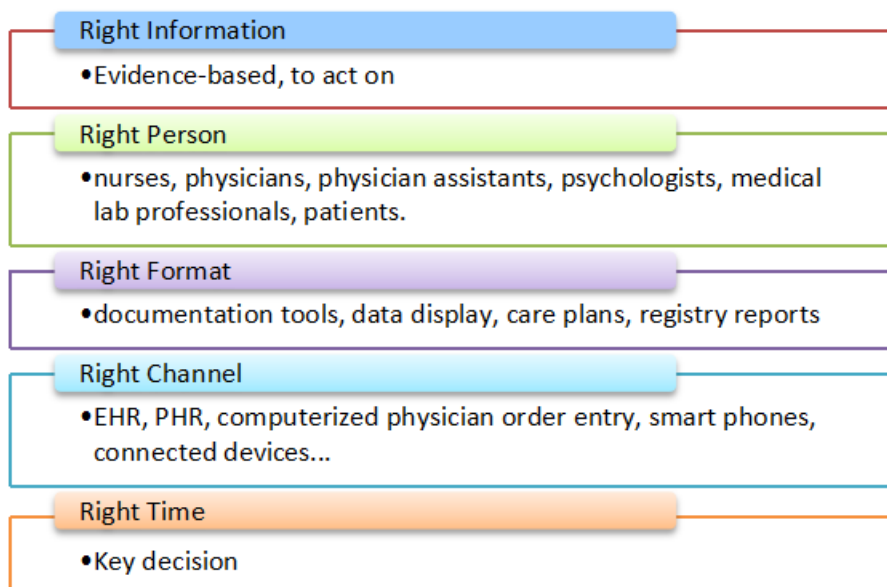 Right Information
•Evidence-based, to act on
Right Person
•nurses, physicians, physician assistants, psychologists, medical
lab professionals, patients.
Right Format
•documentation tools, data display, care plans, registry reports
Right Channel
•EHR, PHR, computerized physician order entry, smart phones,
connected devices...
Right Time
•Key decision